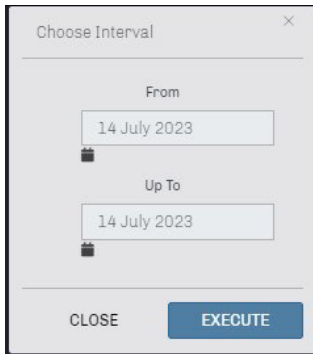 Choose Interval
From
14 July 2023
Up To
14 July 2023
CLOSE EXECUTE